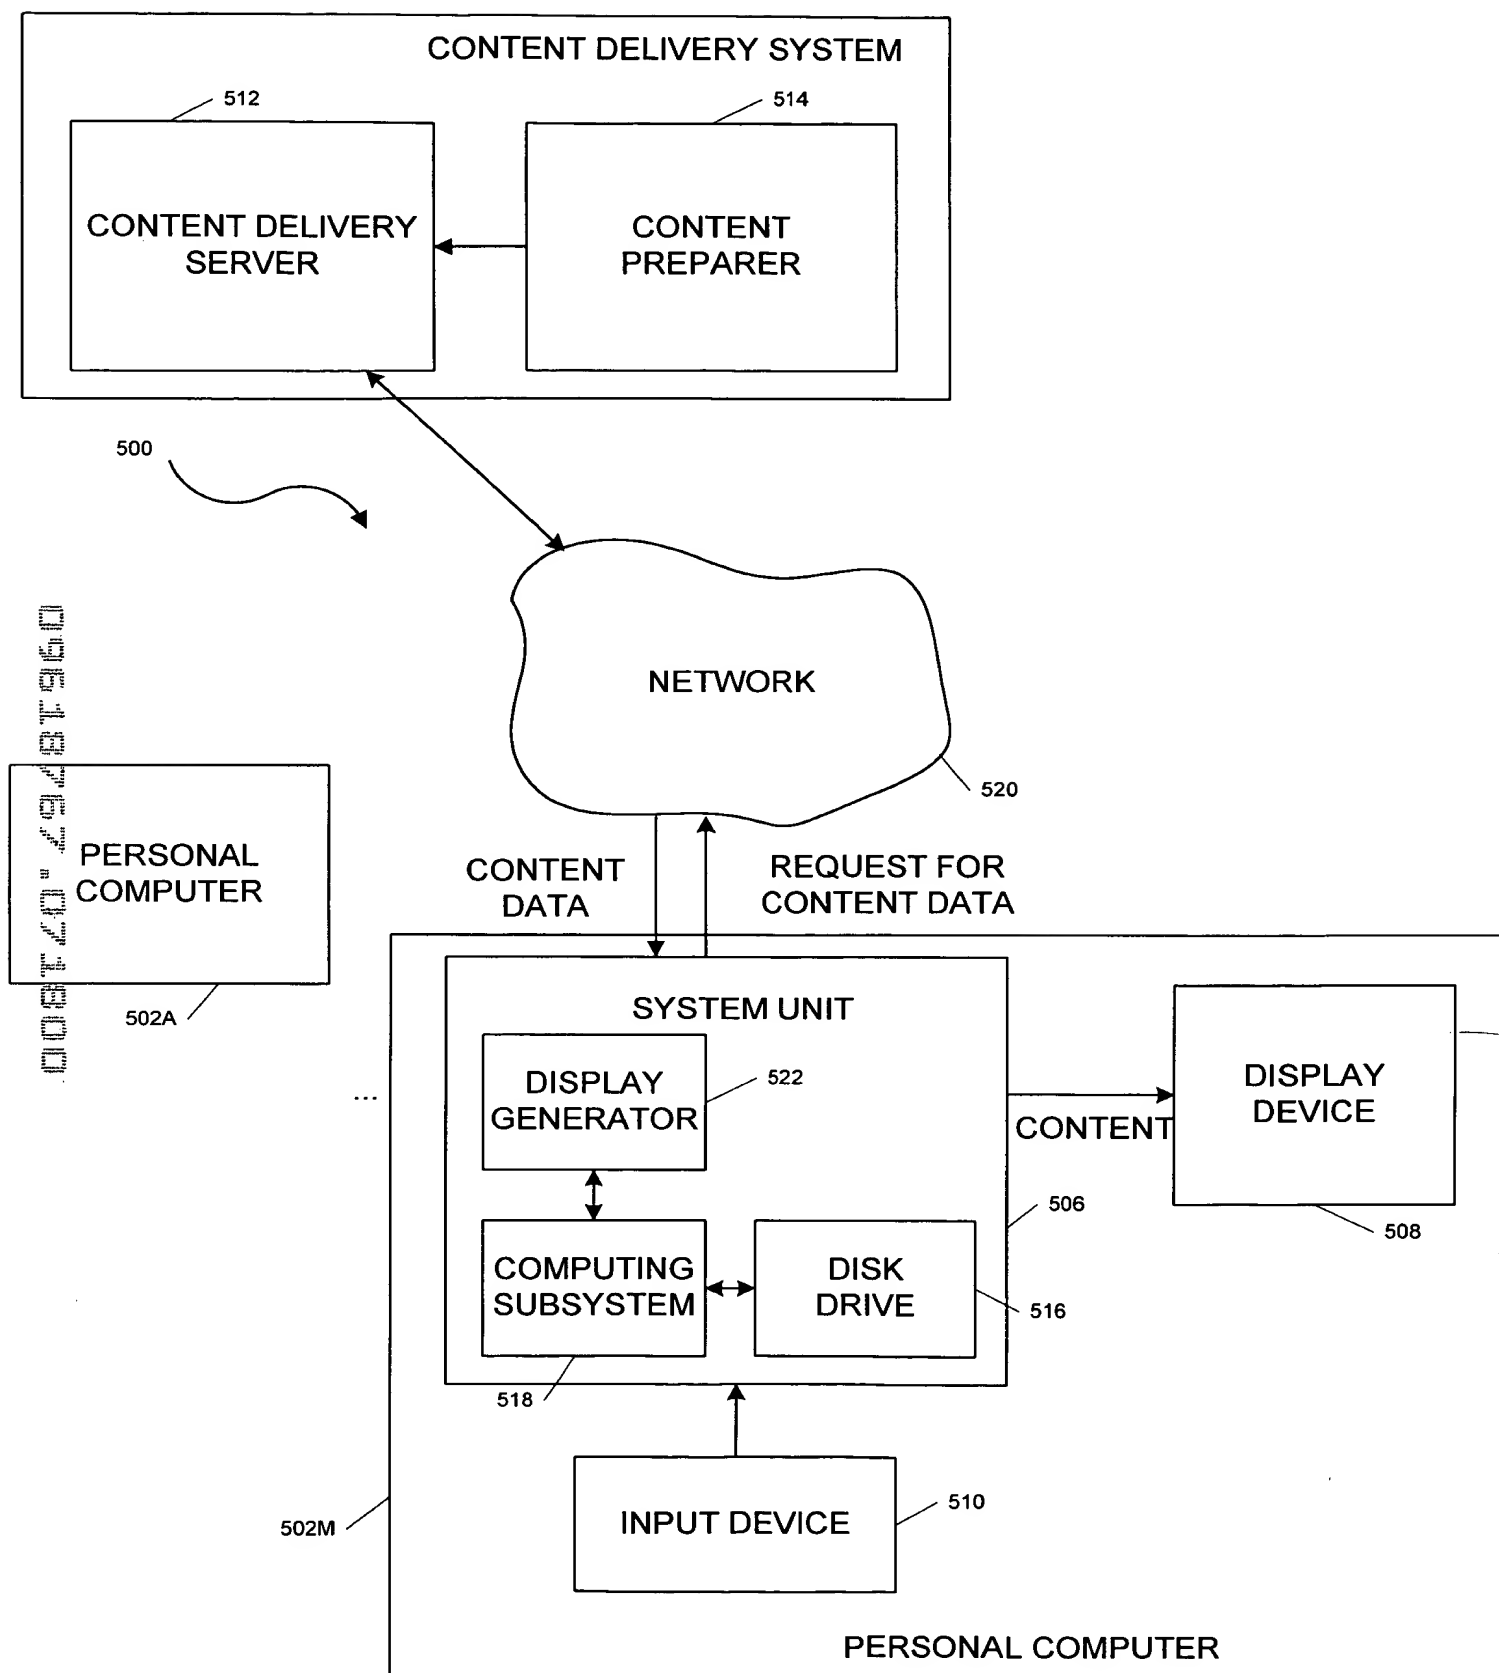 CONTENT DELIVERY SYSTEM
512
514
CONTENT DELIVERY
SERVER
CONTENT
PREPARER
500
NETWORK
520
09618767.071800
PERSONAL
COMPUTER
502A
CONTENT
DATA
REQUEST FOR
CONTENT DATA
SYSTEM UNIT
DISPLAY
GENERATOR
522
...
CONTENT
DISPLAY
DEVICE
506
508
COMPUTING
SUBSYSTEM
DISK
DRIVE
516
518
INPUT DEVICE
510
502M
PERSONAL COMPUTER